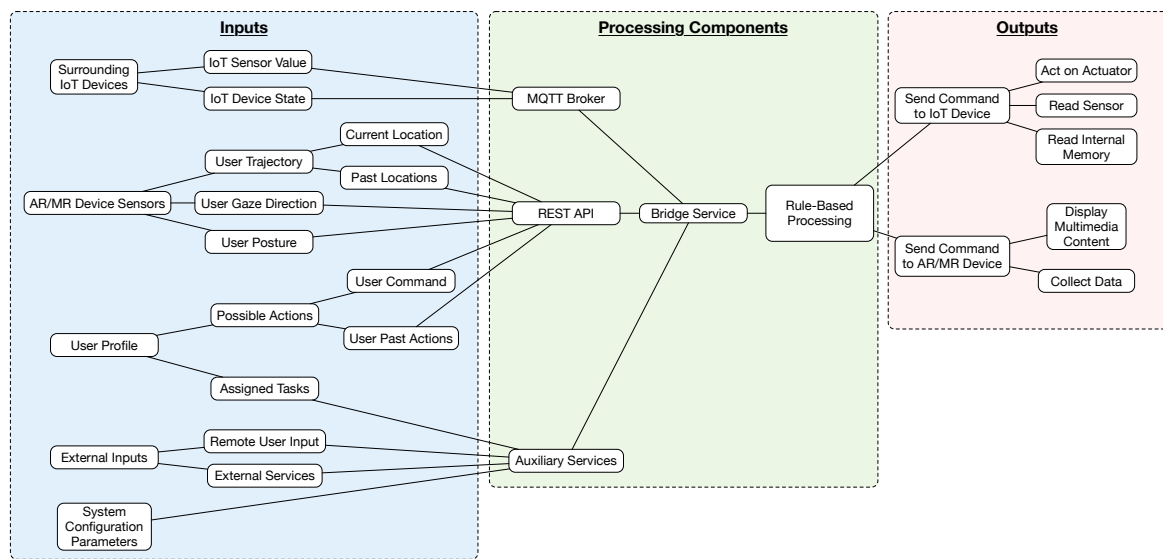 Inputs
Surrounding
IoT Devices
IoT Sensor Value
IoT Device State
Current Location
User Trajectory
Past Locations
AR/MR Device Sensors
User Gaze Direction
User Posture
User Command
Possible Actions
User Past Actions
User Profile
Assigned Tasks
Remote User Input
External Inputs
External Services
System
Configuration
Parameters
Processing Components
MQTT Broker
REST API
Bridge Service
Rule-Based
Processing
Auxiliary Services
Outputs
Act on Actuator
Send Command
to IoT Device
Read Sensor
Read Internal
Memory
Display
Multimedia
Content
Send Command
to AR/MR Device
Collect Data